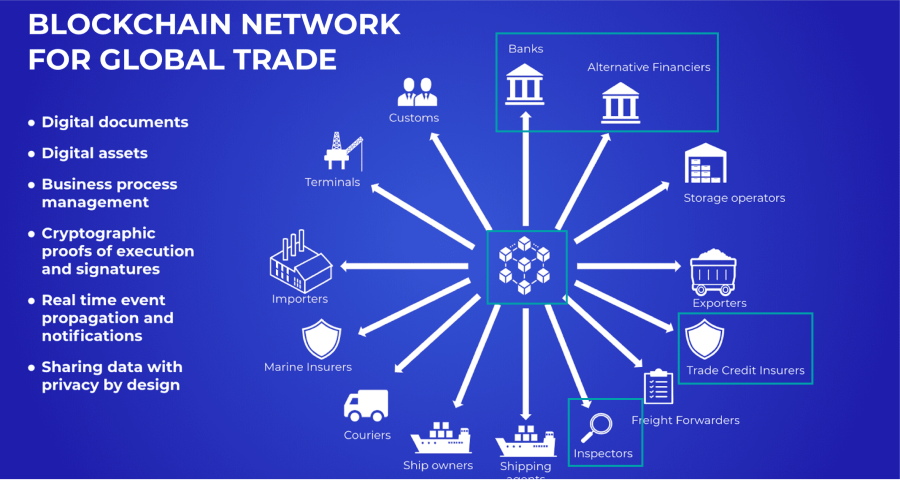 BLOCKCHAIN NETWORK
FOR GLOBAL TRADE
• Digital documents
• Digital assets
• Business process
management
• Cryptographic
proofs of execution
and signatures
• Real time event
propagation and
notifications
• Sharing data with
privacy by design
Banks
Alternative Financiers
Customs
Terminals
Storage operators
Importers
Exporters
Marine Insurers
Trade Credit Insurers
Couriers
Freight Forwarders
Ship owners
Shipping
agents
Inspectors